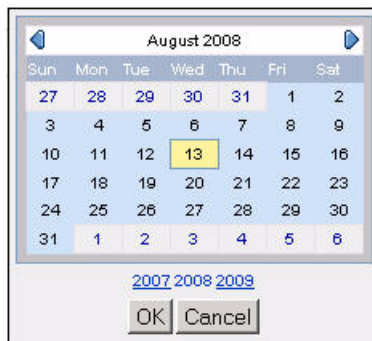 August 2008
Sun Mon Tue Wed Thu Fri Sat
27 28 29 30 31 1 2
3 4 5 6 7 8 9
10 11 12 13 14 15 16
17 18 19 20 21 22 23
24 25 26 27 28 29 30
31 1 2 3 4 5 6
2007 2008 2009
OK Cancel